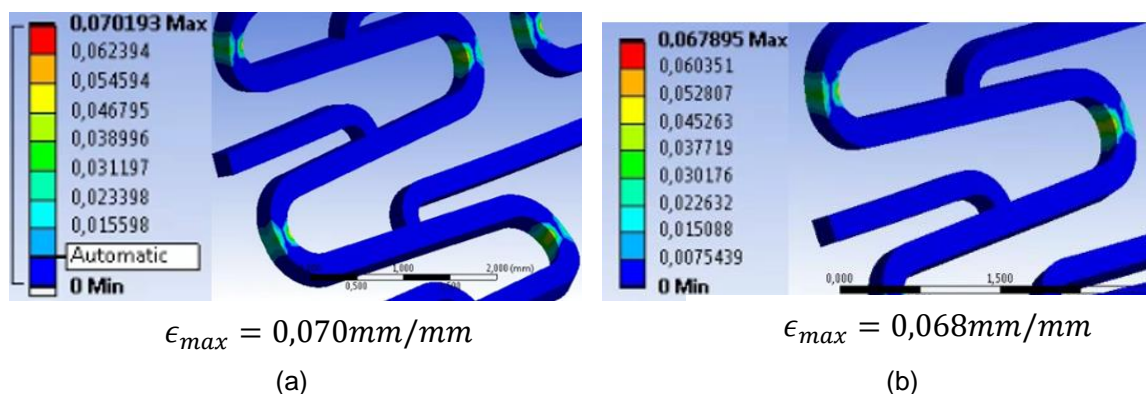 0,070193 Max
0,062394
0,054594
0,046795
0,038996
0,031197
0,023398
0,015598
Automatic
0 Min
1,000
2,000 (mm)
0,500
0,067895 Max
0,060351
0,052807
0,045263
0,037719
0,030176
0,022632
0,015088
0,0075439
0 Min
0,000
1,500
𝜖𝑚𝑎𝑥 = 0,070𝑚𝑚/𝑚𝑚
𝜖𝑚𝑎𝑥 = 0,068𝑚𝑚/𝑚𝑚
(a)
(b)